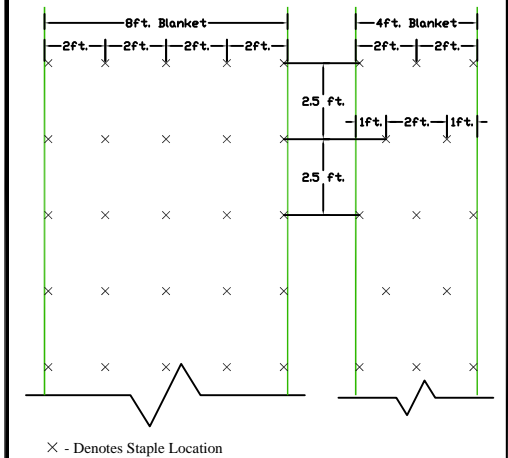 8ft. Blanket
4ft. Blanket
2ft. 2ft. 2ft. 2ft.
2ft. 2ft.
2.5 ft.
1ft. 2ft. 1ft.
2.5 ft.
× - Denotes Staple Location